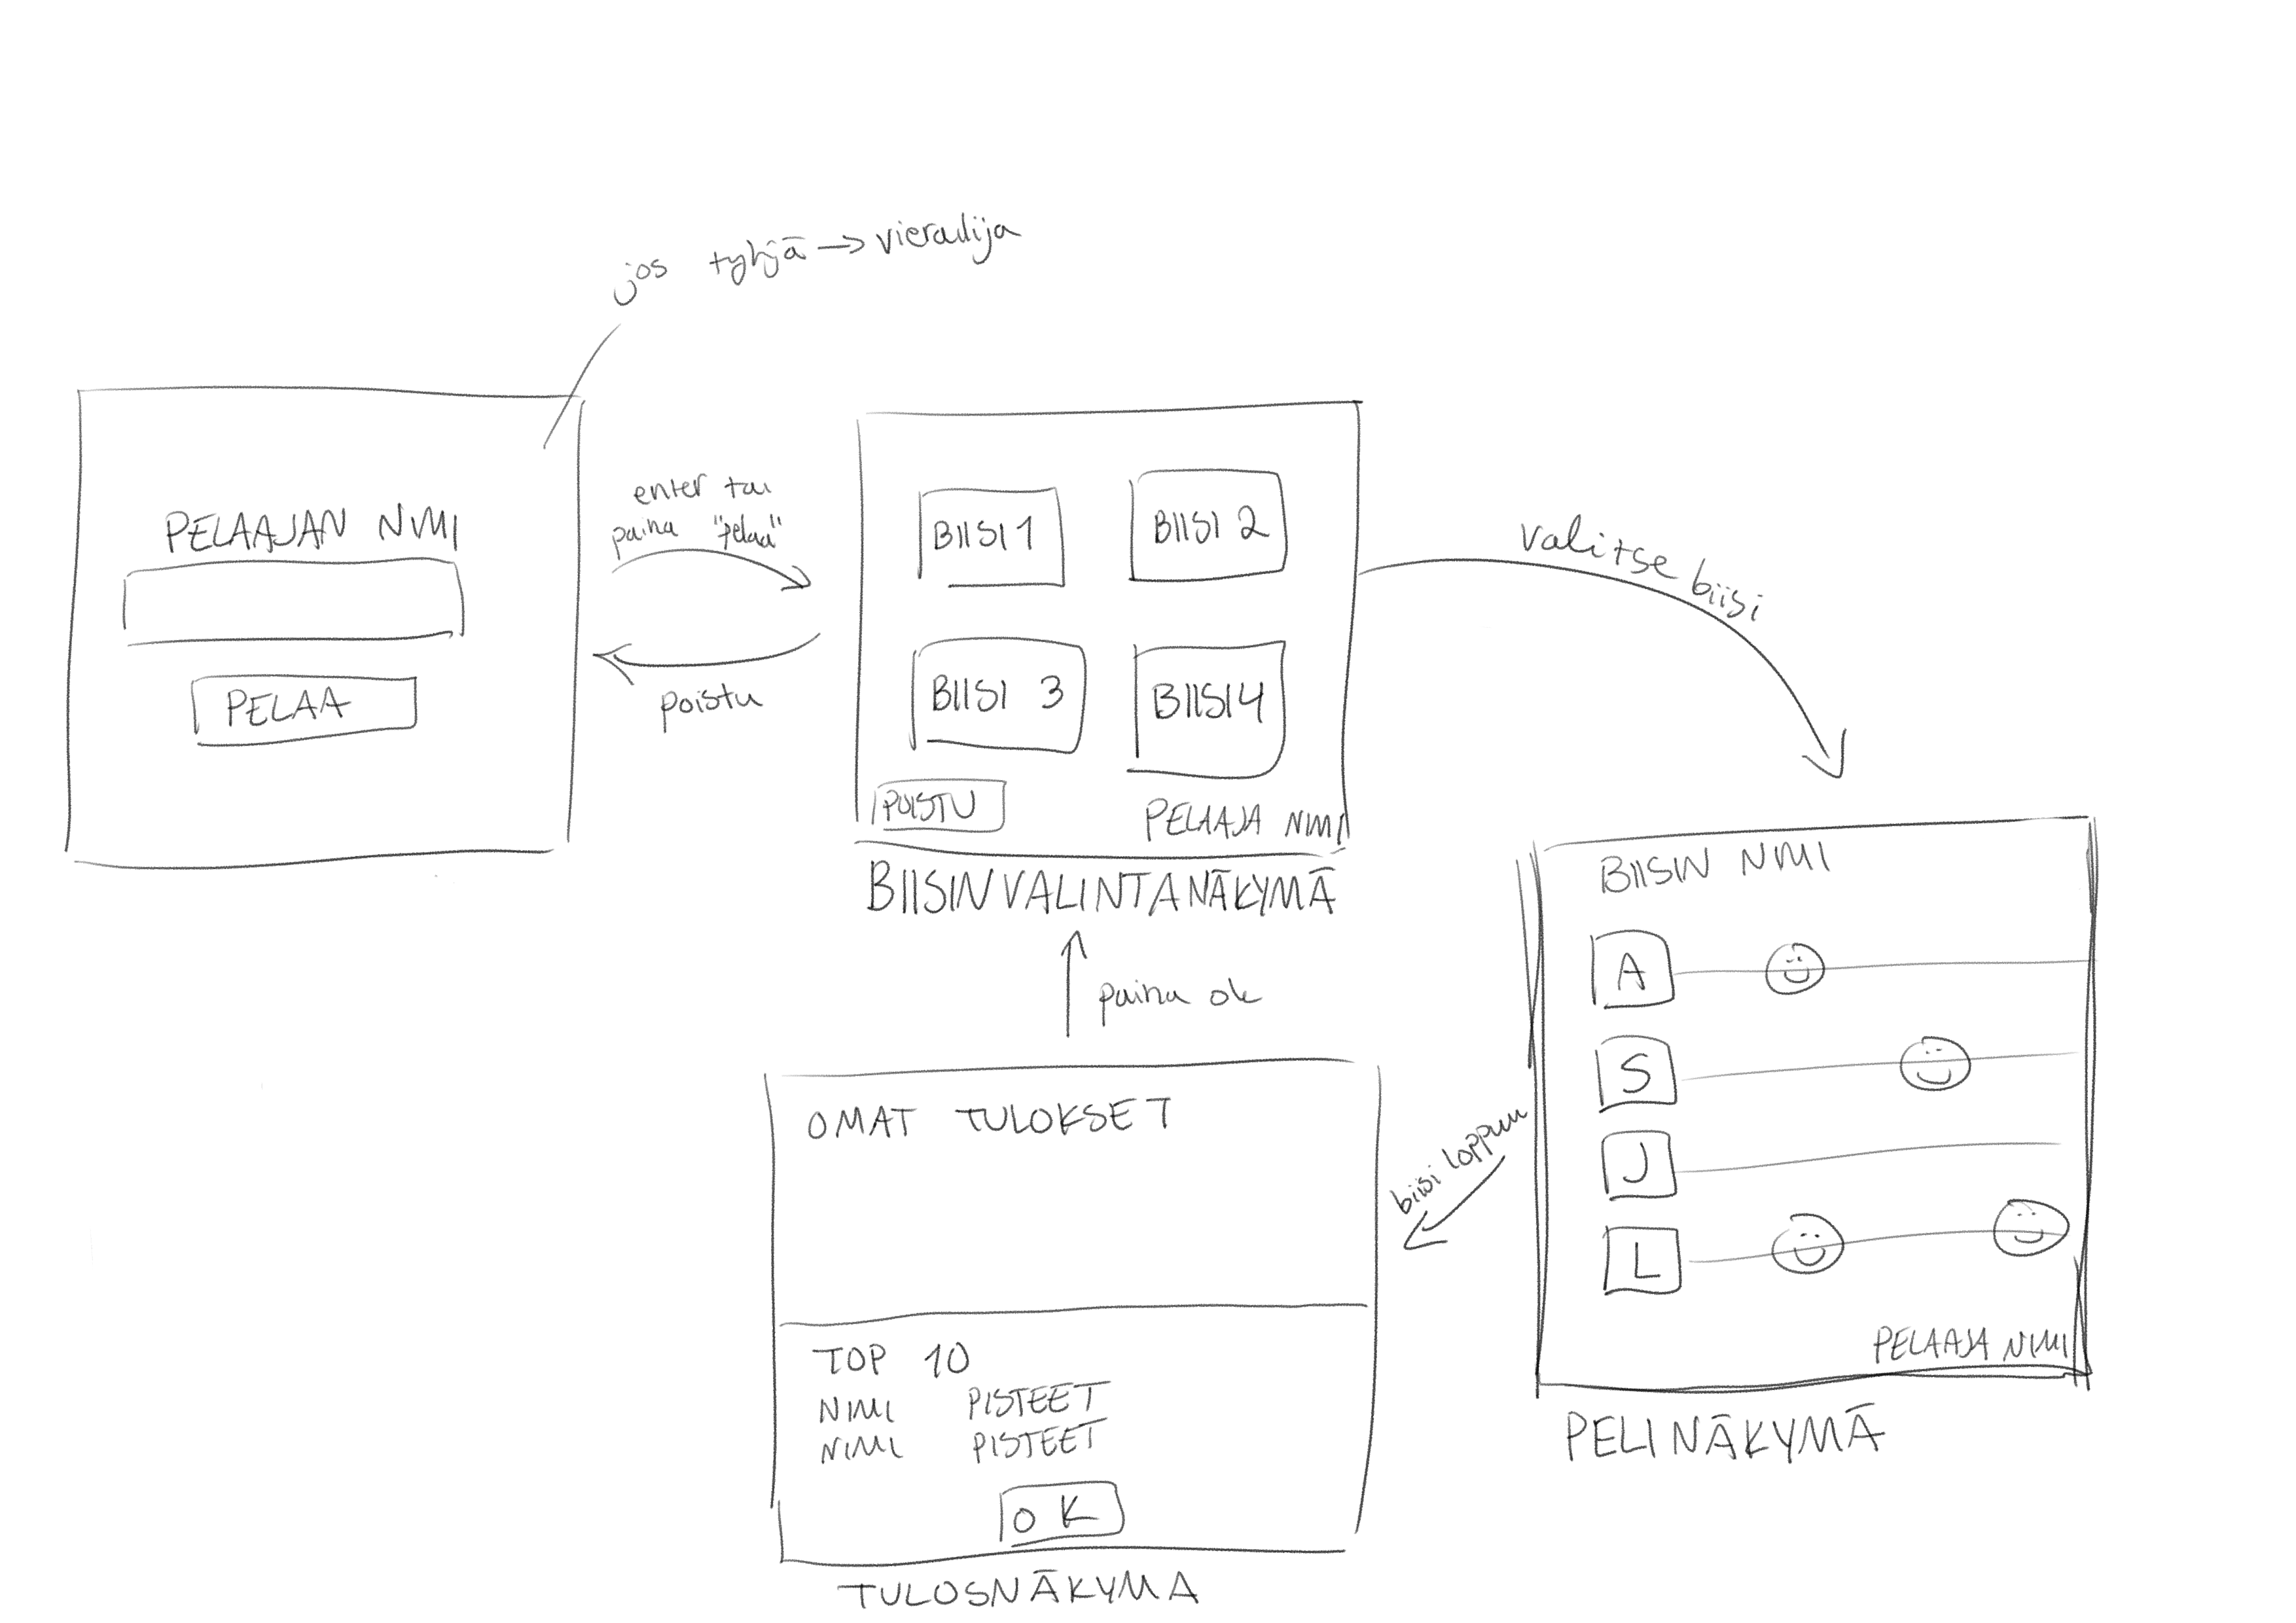 jos tyhjä → vierailija
PELAAJAN NIMI
PELAA
enter tai
paina "pelaa"
poistu
BIISI 1
BIISI 2
BIISI 3
BIISI 4
POISTU
PELAAJA NIMI
BIISINVALINTANÄKYMÄ
valitse biisi
BIISIN NIMI
A
S
J
L
PELAAJA NIMI
PELINÄKYMÄ
biisi loppuu
paina ok
OMAT TULOKSET
TOP 10
NIMI PISTEET
NIMI PISTEET
OK
TULOSNÄKYMA